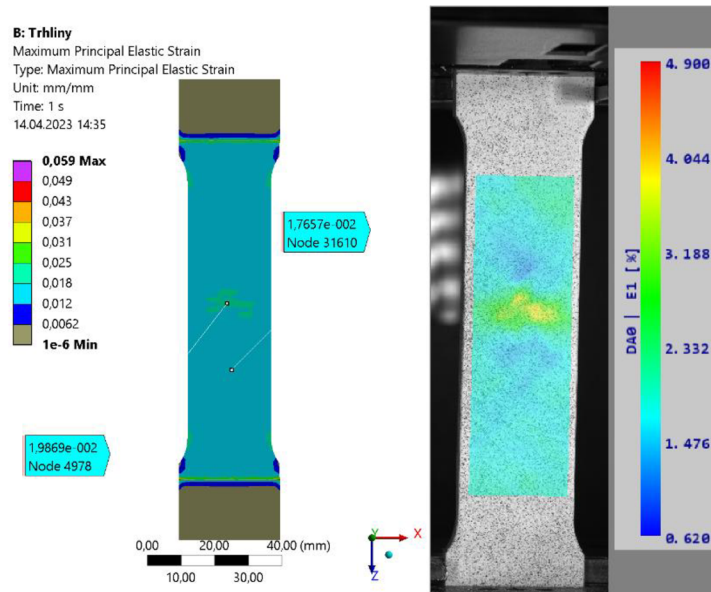 B: Trhliny
Maximum Principal Elastic Strain
Type: Maximum Principal Elastic Strain
Unit: mm/mm
Time: 1 s
14.04.2023 14:35
0,059 Max
0,049
0,043
0,037
0,031
0,025
0,018
0,012
0,0062
1e-6 Min
1,7657e-002
Node 31610
1,9869e-002
Node 4978
0,00
20,00
40,00 (mm)
10,00
30,00
Y
X
Z
4.900
4.044
3.188
2.332
1.476
0.620
DA0 | E1 [%]